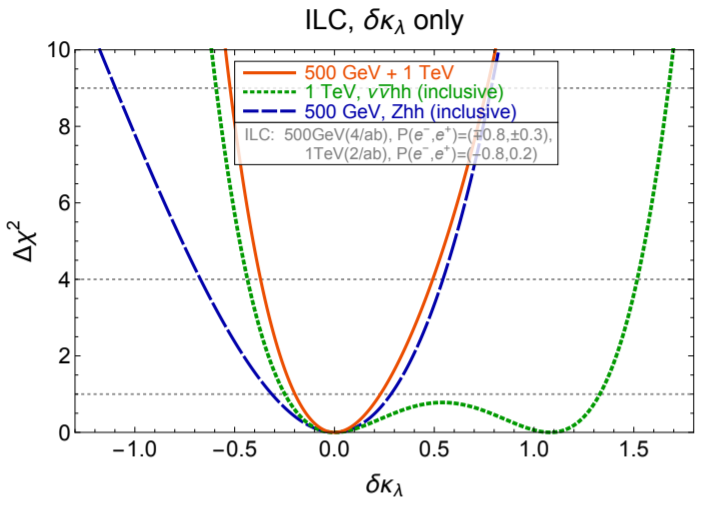 ILC, δκλ only
10
8
6
4
2
0
Δχ²
500 GeV + 1 TeV
1 TeV, νν̅hh (inclusive)
500 GeV, Zhh (inclusive)
ILC: 500GeV(4/ab), P(e⁻,e⁺)=(∓0.8,±0.3),
1TeV(2/ab), P(e⁻,e⁺)=(−0.8,0.2)
−1.0 −0.5 0.0 0.5 1.0 1.5
δκλ